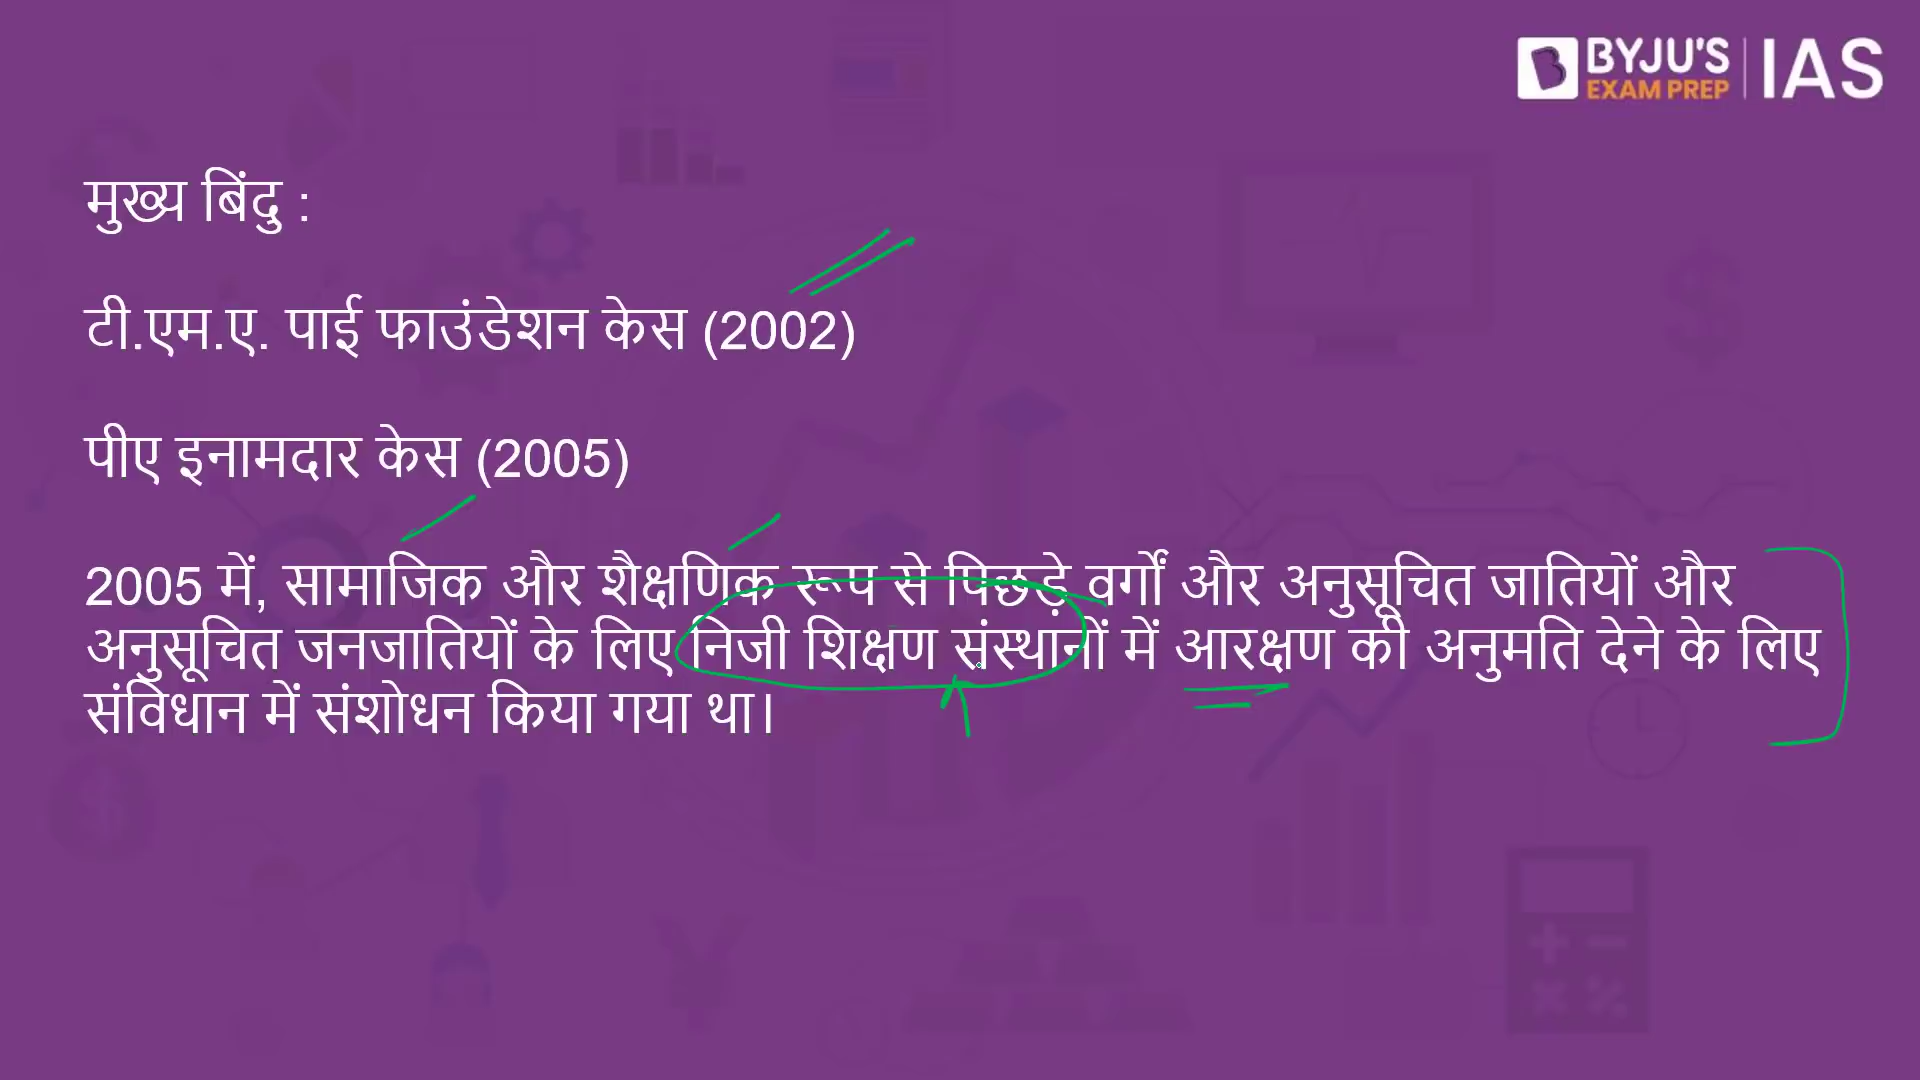 BYJU'S
EXAM PREP
IAS
मुख्य बिंदु :
टी.एम.ए. पाई फाउंडेशन केस (2002)
पीए इनामदार केस (2005)
2005 में, सामाजिक और शैक्षणिक रूप से पिछड़े वर्गों और अनुसूचित जातियों और
अनुसूचित जनजातियों के लिए निजी शिक्षण संस्थानों में आरक्षण की अनुमति देने के लिए
संविधान में संशोधन किया गया था।